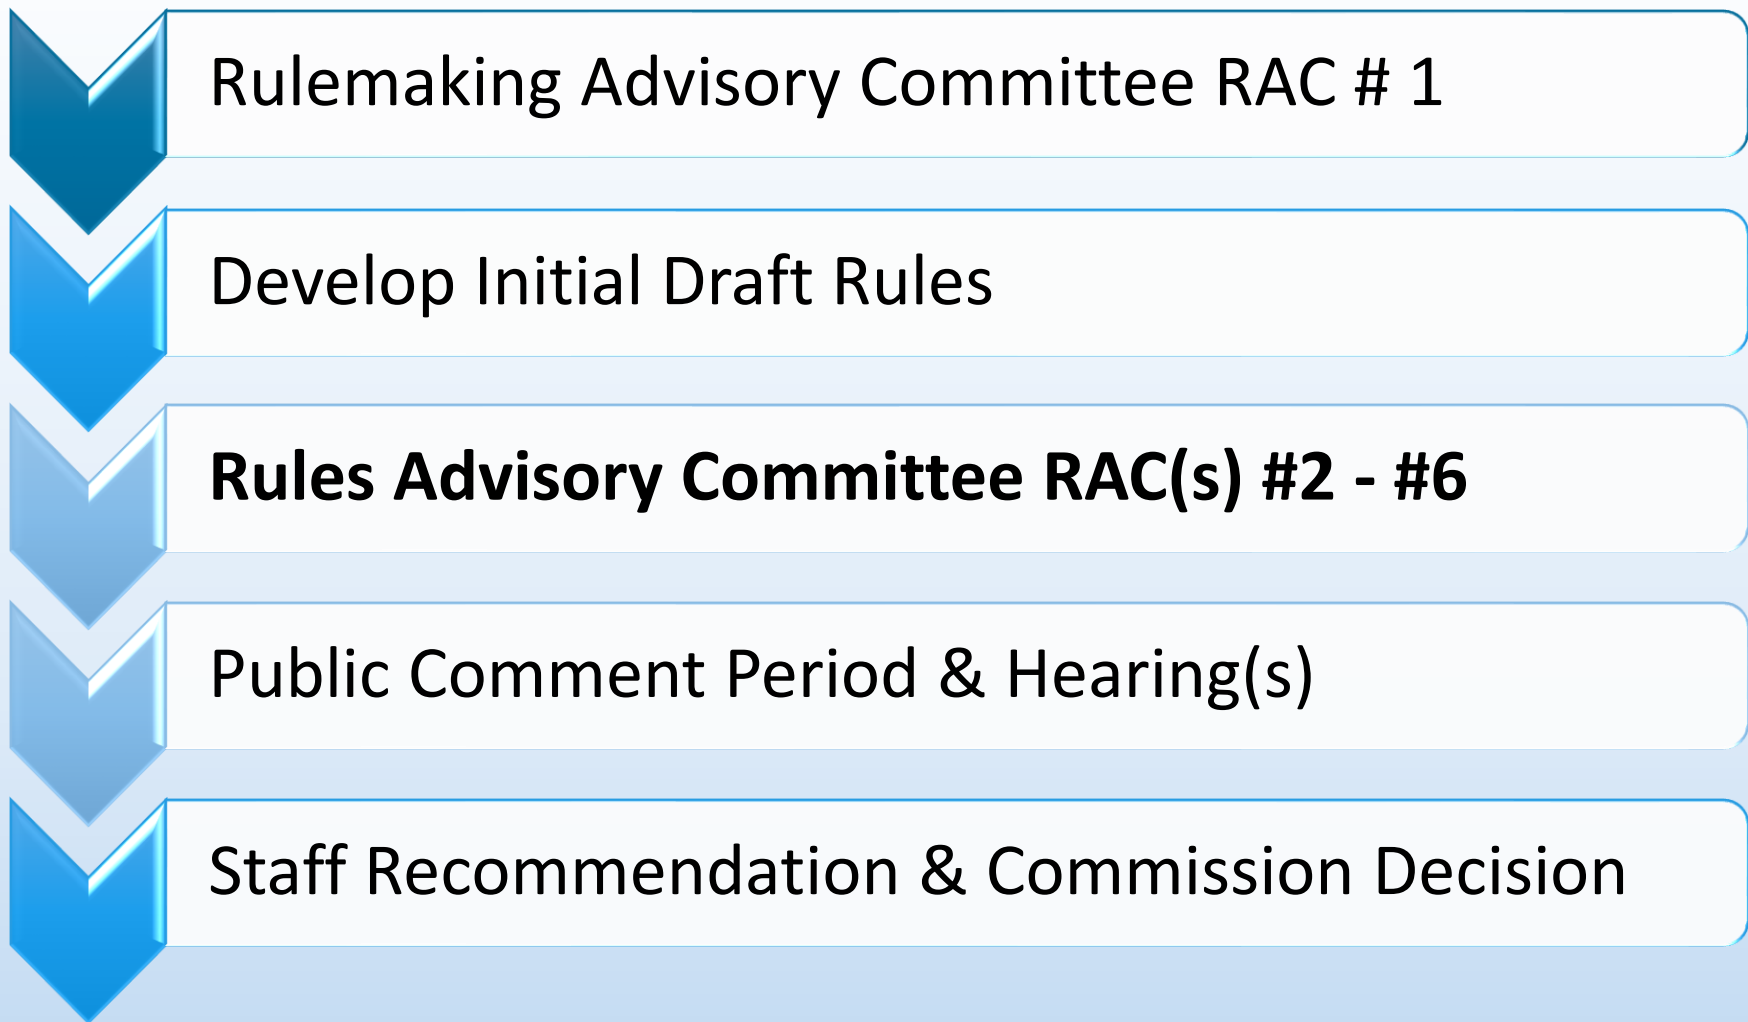 Rulemaking Advisory Committee RAC # 1
Develop Initial Draft Rules
Rules Advisory Committee RAC(s) #2 - #6
Public Comment Period & Hearing(s)
Staff Recommendation & Commission Decision